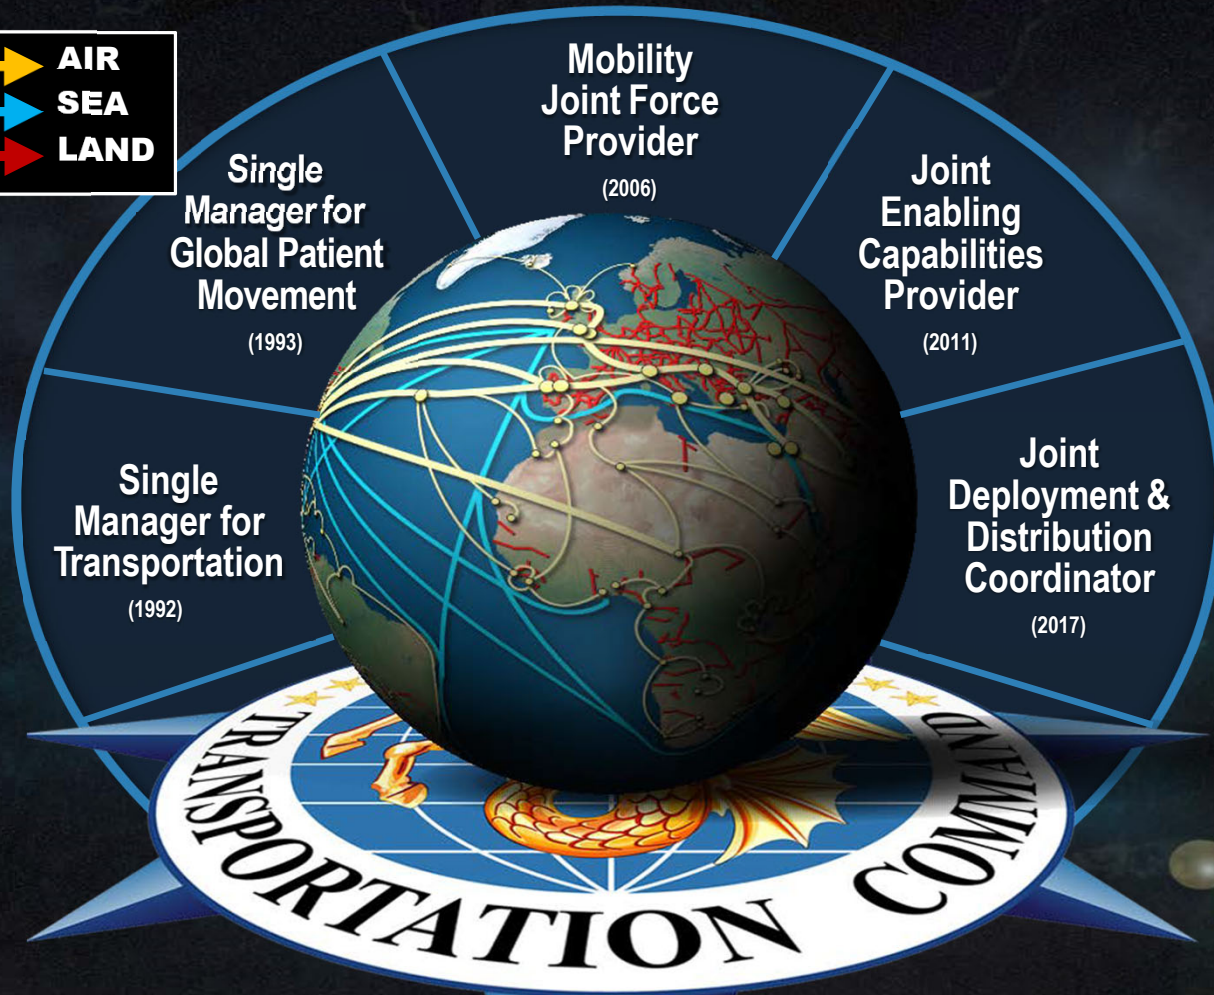 AIR
SEA
LAND
Mobility
Joint Force
Provider
(2006)
Single
Manager for
Global Patient
Movement
(1993)
Joint
Enabling
Capabilities
Provider
(2011)
Single
Manager for
Transportation
(1992)
Joint
Deployment &
Distribution
Coordinator
(2017)
TRANSPORTATION COMMAND